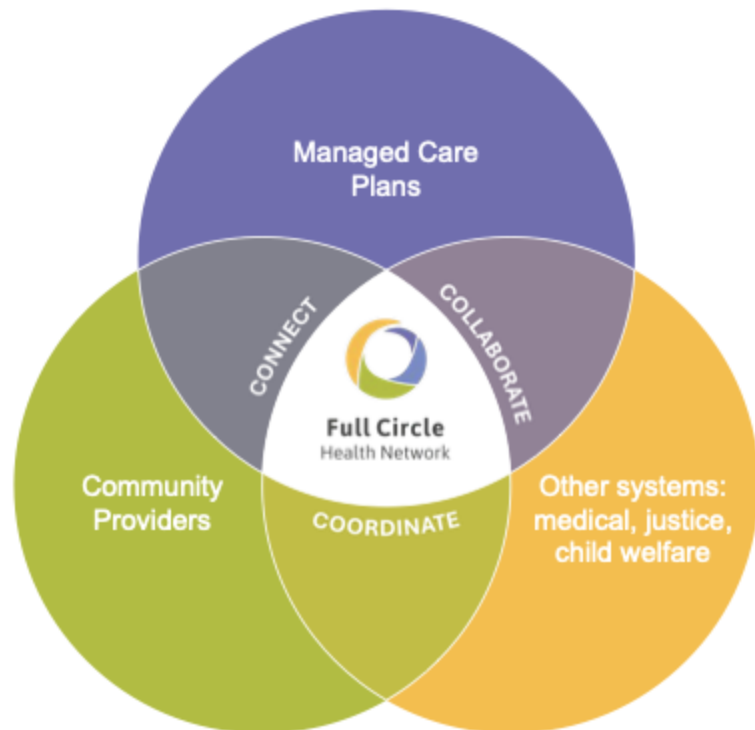 Managed Care
Plans
CONNECT
COLLABORATE
Full Circle
Health Network
Community
Providers
COORDINATE
Other systems:
medical, justice,
child welfare